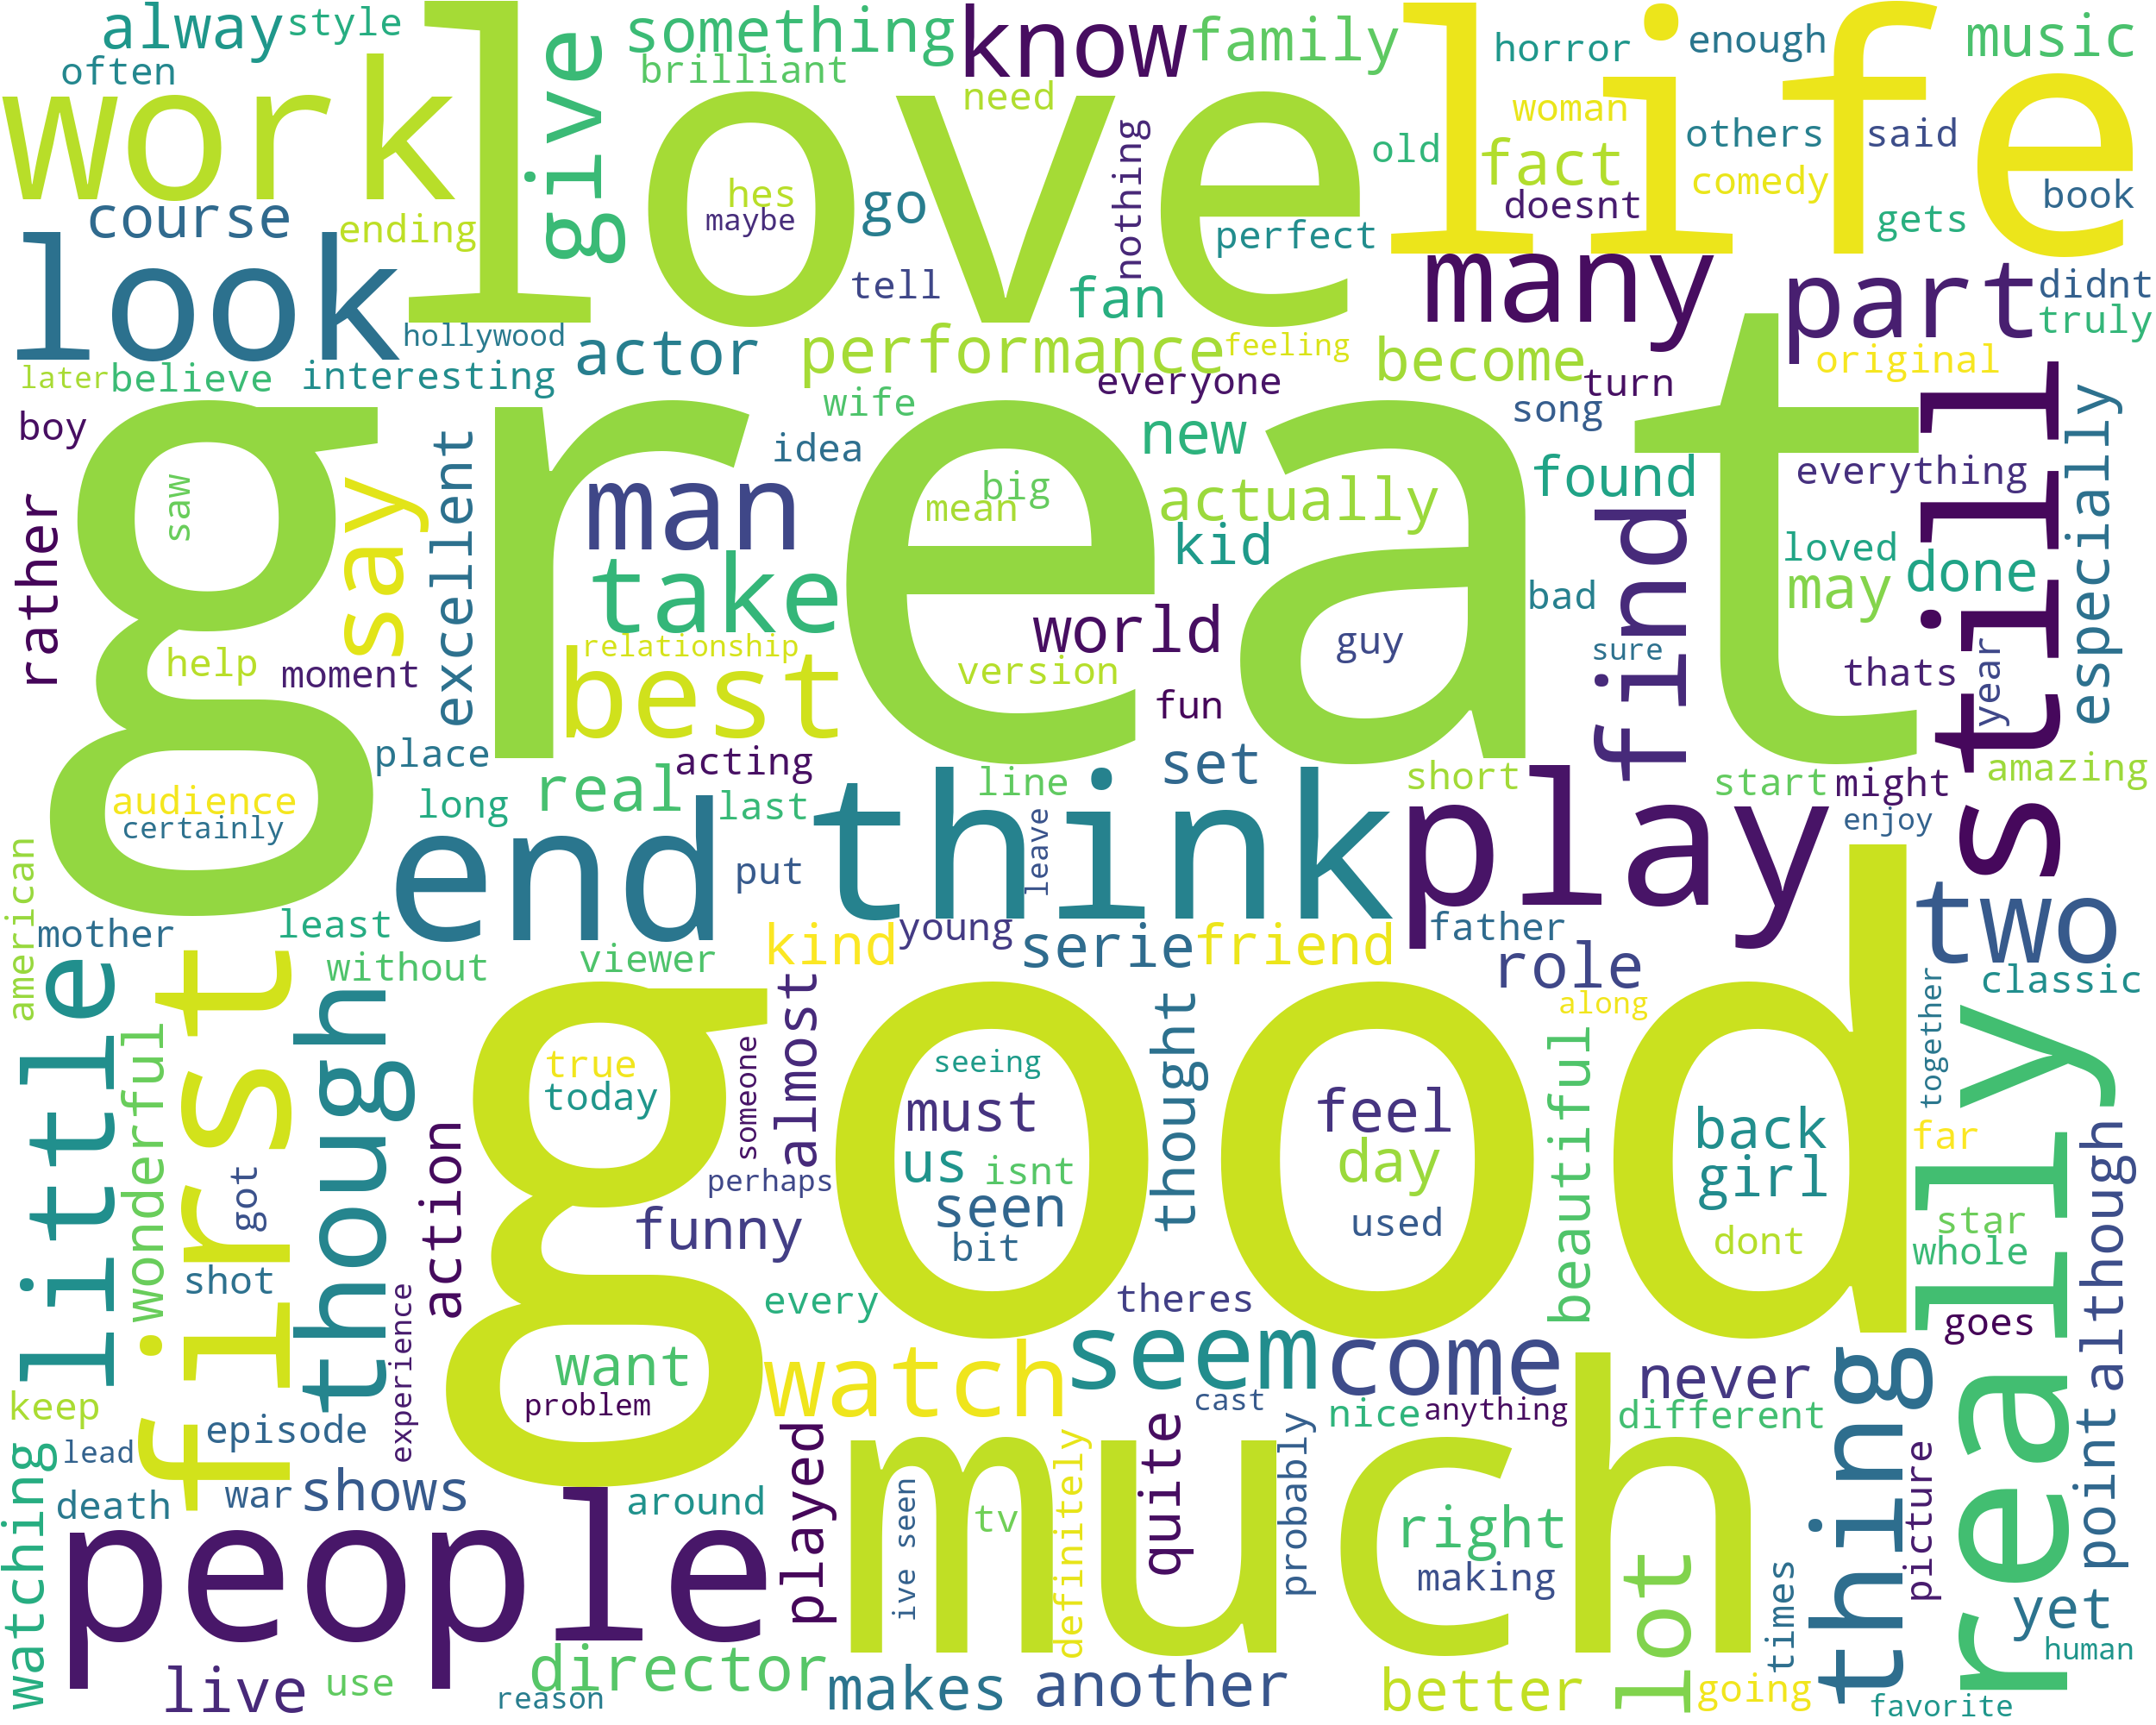 alway
style
often
work
love
life
give
something
brilliant
know
family
need
horror
enough
music
woman
others
said
old
fact
comedy
book
doesnt
gets
nothing
hes
maybe
go
course
ending
perfect
look
tell
fan
many
part
didnt
truly
hollywood
actor
performance
feeling
become
original
later
believe
interesting
everyone
turn
still
boy
wife
song
especially
idea
new
great
saw
say
excellent
man
big
mean
actually
found
everything
rather
take
kid
find
loved
done
bad
may
world
guy
help
moment
relationship
best
version
sure
thats
year
fun
place
acting
set
real
long
last
line
short
start
might
amazing
audience
certainly
end
think
play
enjoy
american
put
leave
mother
least
without
viewer
kind
young
serie
friend
father
role
two
classic
little
first
though
wonderful
along
together
almost
thought
beautiful
good
true
today
someone
seeing
must
feel
back
far
really
although
action
us
isnt
day
girl
perhaps
got
seen
used
star
funny
bit
dont
whole
shot
experience
every
theres
goes
want
watch
seem
come
never
thing
problem
cast
nice
anything
different
keep
episode
point
lead
watching
death
war
shows
people
around
played
much
ive seen
tv
definitely
quite
probably
right
making
lot
times
picture
yet
human
live
use
director
reason
makes
another
better
going
favorite